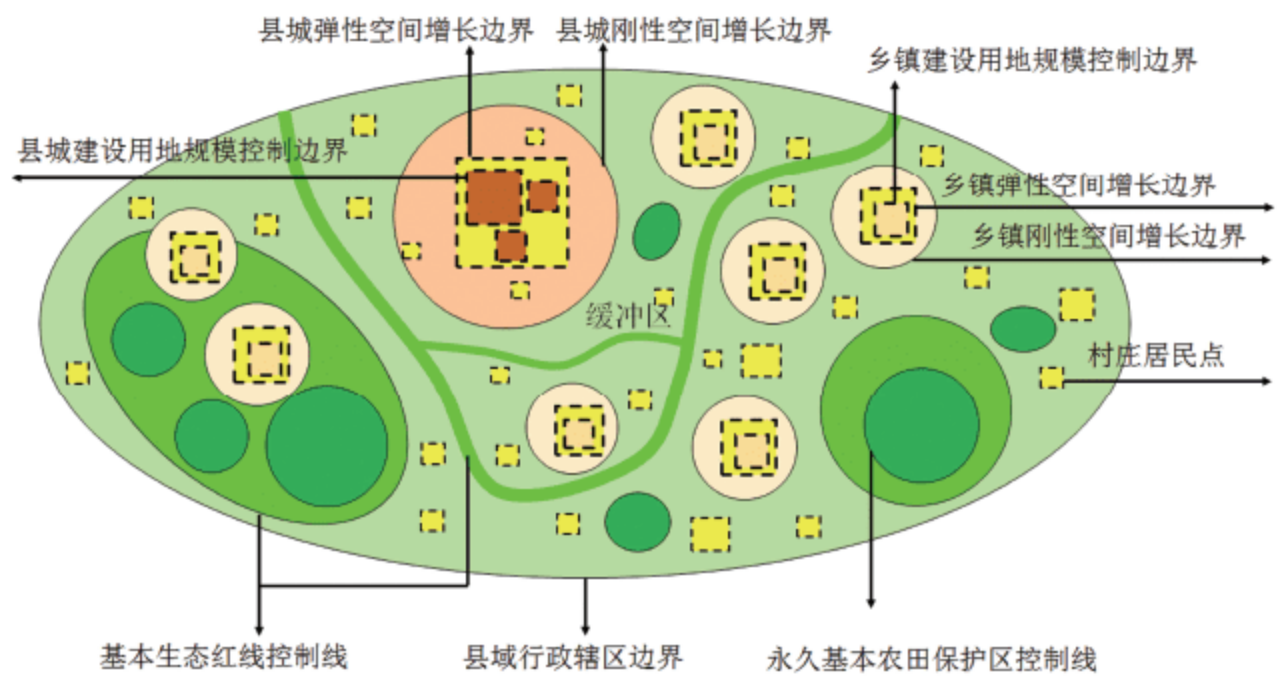 县城弹性空间增长边界
县城刚性空间增长边界
乡镇建设用地规模控制边界
县城建设用地规模控制边界
乡镇弹性空间增长边界
乡镇刚性空间增长边界
缓冲区
村庄居民点
基本生态红线控制线
县域行政辖区边界
永久基本农田保护区控制线